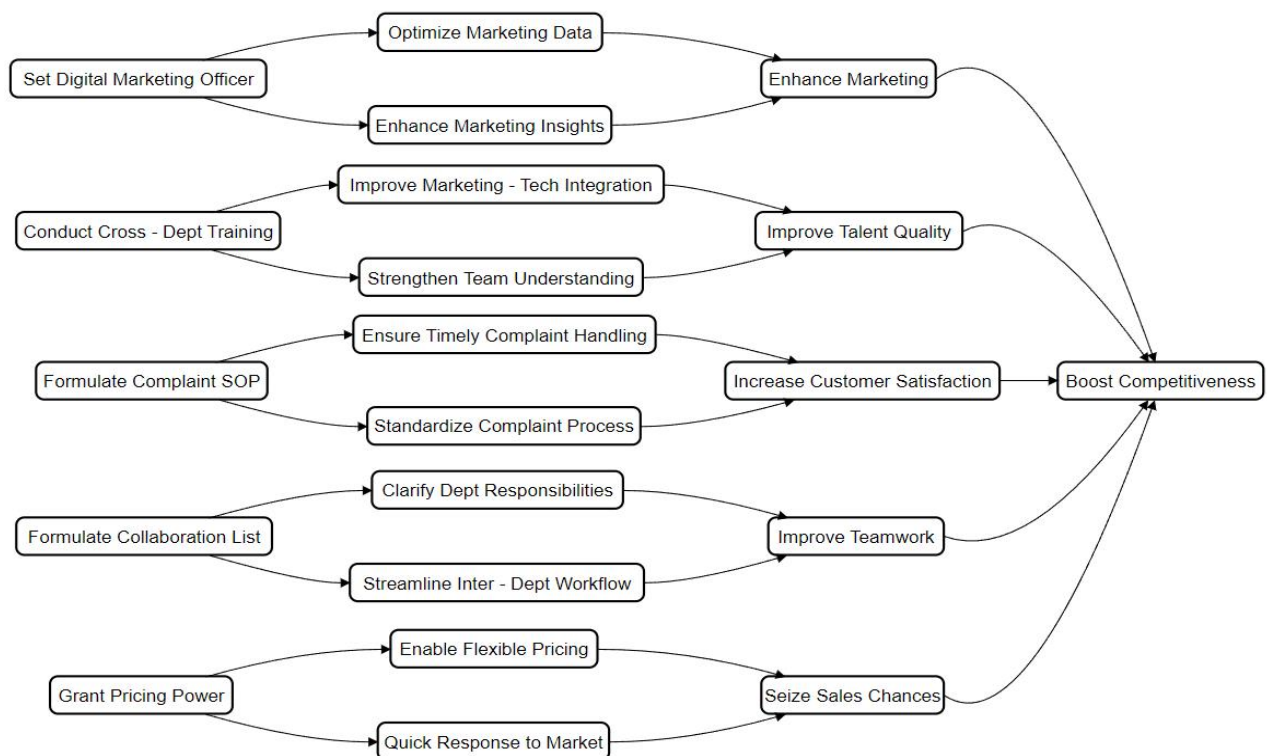 Optimize Marketing Data
Set Digital Marketing Officer
Enhance Marketing
Enhance Marketing Insights
Improve Marketing - Tech Integration
Conduct Cross - Dept Training
Improve Talent Quality
Strengthen Team Understanding
Ensure Timely Complaint Handling
Formulate Complaint SOP
Increase Customer Satisfaction
Boost Competitiveness
Standardize Complaint Process
Clarify Dept Responsibilities
Formulate Collaboration List
Improve Teamwork
Streamline Inter - Dept Workflow
Enable Flexible Pricing
Grant Pricing Power
Seize Sales Chances
Quick Response to Market